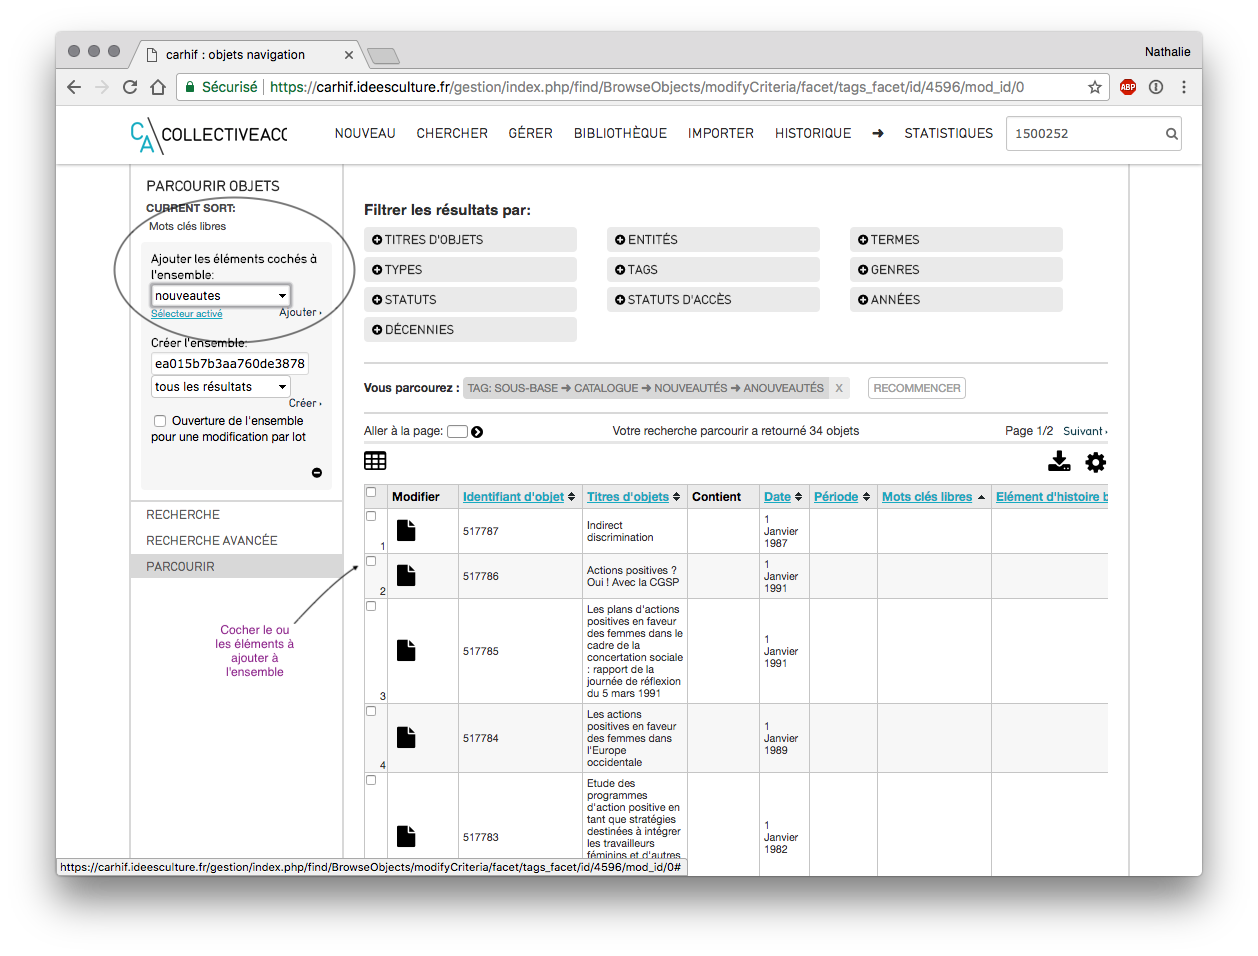 carhif : objets navigation
Nathalie
Sécurisé
https://carhif.ideesculture.fr/gestion/index.php/find/BrowseObjects/modifyCriteria/facet/tags_facet/id/4596/mod_id/0
ABP
CA COLLECTIVEACC
NOUVEAU CHERCHER GÉRER BIBLIOTHÈQUE IMPORTER HISTORIQUE ➜ STATISTIQUES
1500252
PARCOURIR OBJETS
CURRENT SORT:
Mots clés libres
Ajouter les éléments cochés à
l'ensemble:
nouveautes
Sélecteur activé
Ajouter ›
Créer l'ensemble:
ea015b7b3aa760de3878
tous les résultats
Créer ›
Ouverture de l'ensemble
pour une modification par lot
RECHERCHE
RECHERCHE AVANCÉE
PARCOURIR
Cocher le ou
les éléments à
ajouter à
l'ensemble
Filtrer les résultats par:
TITRES D'OBJETS ENTITÉS TERMES
TYPES TAGS GENRES
STATUTS STATUTS D'ACCÈS ANNÉES
DÉCENNIES
Vous parcourez : TAG: SOUS-BASE ➜ CATALOGUE ➜ NOUVEAUTÉS ➜ ANOUVEAUTÉS X RECOMMENCER
Aller à la page: Votre recherche parcourir a retourné 34 objets Page 1/2 Suivant ›
Modifier Identifiant d'objet Titres d'objets Contient Date Période Mots clés libres Elément d'histoire b
1
517787
Indirect
discrimination
1
Janvier
1987
2
517786
Actions positives ?
Oui ! Avec la CGSP
1
Janvier
1991
3
517785
Les plans d'actions
positives en faveur
des femmes dans le
cadre de la
concertation sociale
: rapport de la
journée de réflexion
du 5 mars 1991
1
Janvier
1991
4
517784
Les actions
positives en faveur
des femmes dans
l'Europe
occidentale
1
Janvier
1989
517783
Etude des
programmes
d'action positive en
tant que stratégies
destinées à intégrer
les travailleurs
féminins et d'autres
1
Janvier
1982
https://carhif.ideesculture.fr/gestion/index.php/find/BrowseObjects/modifyCriteria/facet/tags_facet/id/4596/mod_id/0#